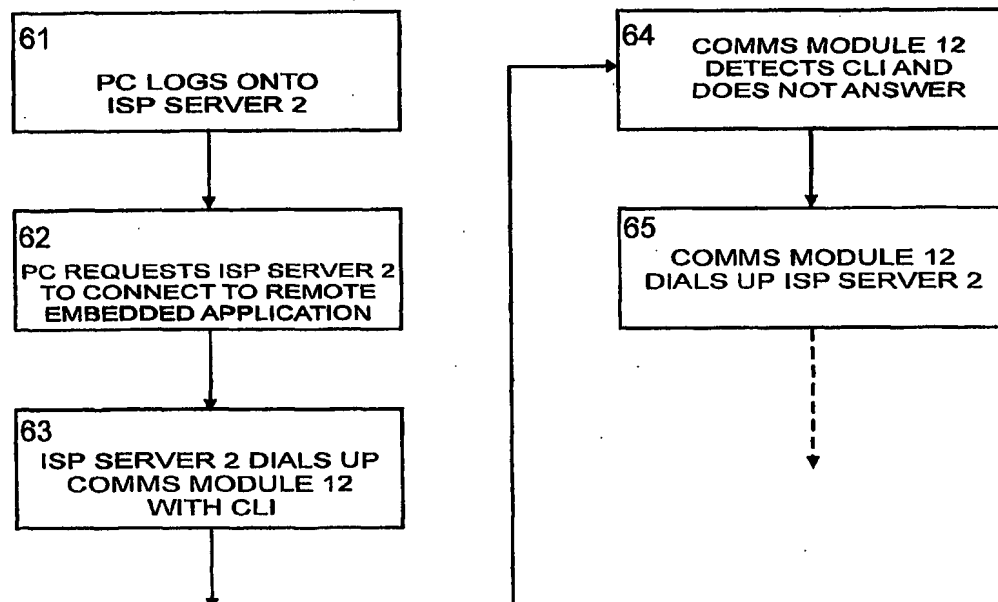 61
PC LOGS ONTO
ISP SERVER 2
62
PC REQUESTS ISP SERVER 2
TO CONNECT TO REMOTE
EMBEDDED APPLICATION
63
ISP SERVER 2 DIALS UP
COMMS MODULE 12
WITH CLI
64
COMMS MODULE 12
DETECTS CLI AND
DOES NOT ANSWER
65
COMMS MODULE 12
DIALS UP ISP SERVER 2